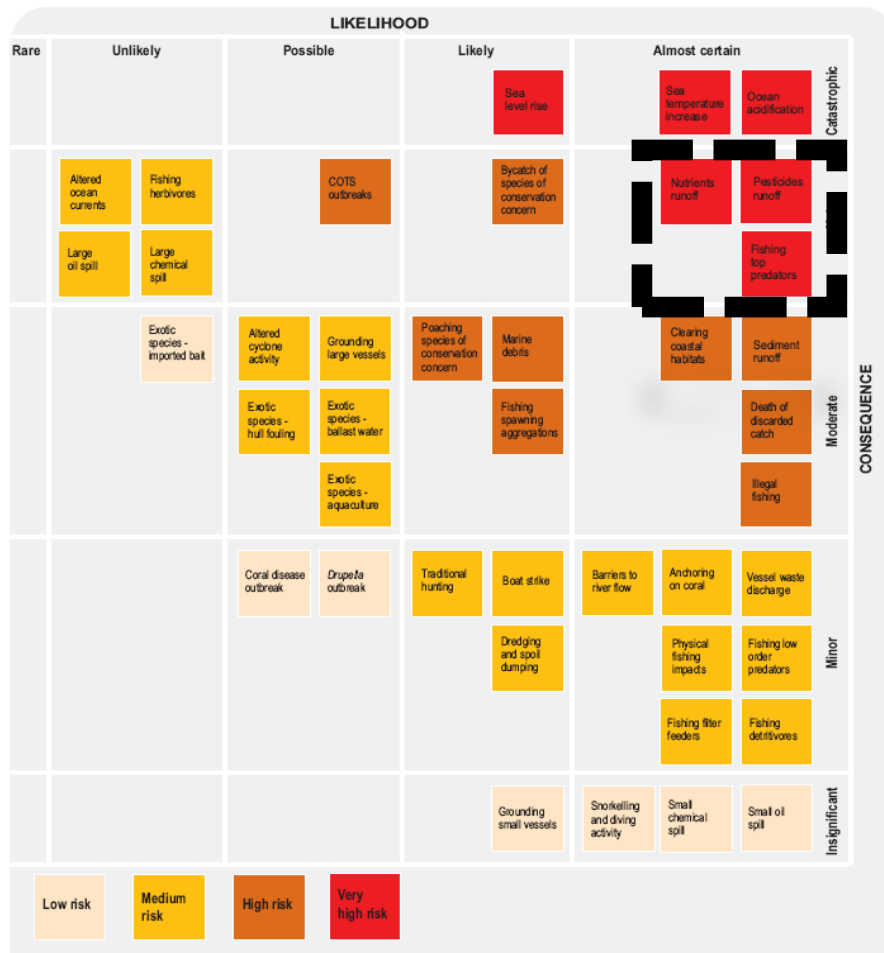 LIKELIHOOD
Rare
Unlikely
Possible
Likely
Almost certain
Sea
level rise
Sea
temperature
increase
Ocean
acidification
Catastrophic
Altered
ocean
currents
Fishing
herbivores
COTS
outbreaks
Bycatch of
species of
conservation
concern
Nutrients
runoff
Pesticides
runoff
Large
oil spill
Large
chemical
spill
Fishing
top
predators
Exotic
species -
imported bait
Altered
cyclone
activity
Grounding
large vessels
Poaching
species of
conservation
concern
Marine
debris
Clearing
coastal
habitats
Sediment
runoff
Exotic
species -
hull fouling
Exotic
species -
ballast water
Fishing
spawning
aggregations
Death of
discarded
catch
Moderate
Exotic
species -
aquaculture
Illegal
fishing
CONSEQUENCE
Coral disease
outbreak
Drupella
outbreak
Traditional
hunting
Boat strike
Barriers to
river flow
Anchoring
on coral
Vessel waste
discharge
Dredging
and spoil
dumping
Physical
fishing
impacts
Fishing low
order
predators
Minor
Fishing filter
feeders
Fishing
detritivores
Grounding
small vessels
Snorkelling
and diving
activity
Small
chemical
spill
Small oil
spill
Insignificant
Low risk
Medium
risk
High risk
Very
high risk